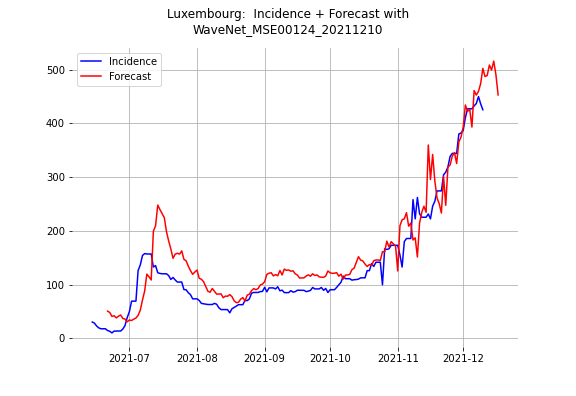 Luxembourg:  Incidence + Forecast with
WaveNet_MSE00124_20211210
Incidence
Forecast
500
400
300
200
100
0
2021-07 2021-08 2021-09 2021-10 2021-11 2021-12